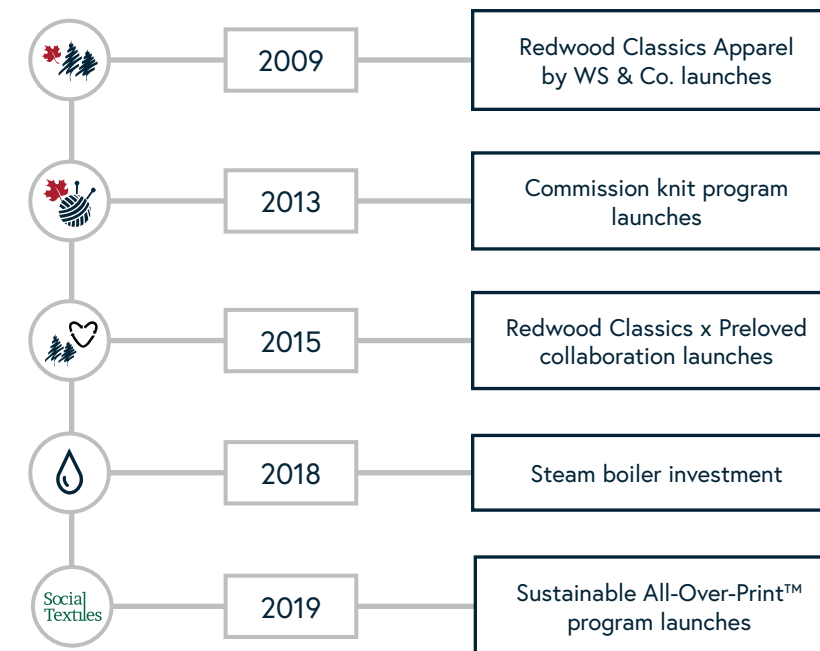 2009
Redwood Classics Apparel
by WS & Co. launches
2013
Commission knit program
launches
2015
Redwood Classics x Preloved
collaboration launches
2018
Steam boiler investment
Social
Textiles
2019
Sustainable All-Over-Print™
program launches